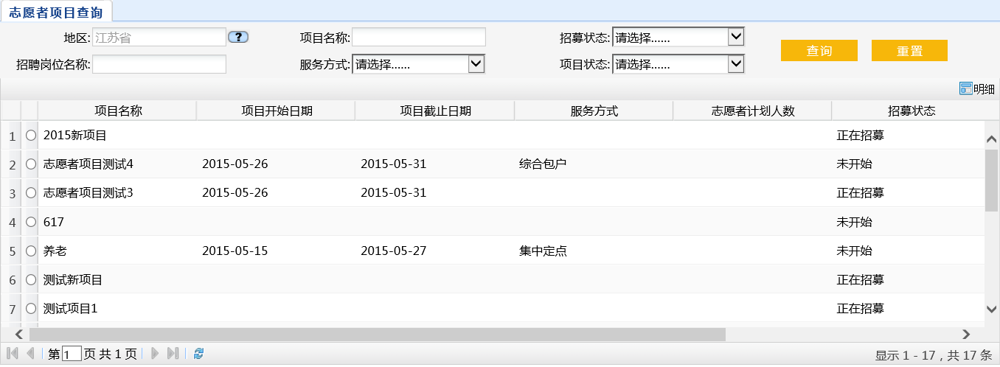 志愿者项目查询
地区: 江苏省 ? 项目名称: 招募状态: 请选择...... 查询 重置
招聘岗位名称: 服务方式: 请选择...... 项目状态: 请选择......
明细
项目名称 项目开始日期 项目截止日期 服务方式 志愿者计划人数 招募状态
1 2015新项目 正在招募
2 志愿者项目测试4 2015-05-26 2015-05-31 综合包户 未开始
3 志愿者项目测试3 2015-05-26 2015-05-31 正在招募
4 617 未开始
5 养老 2015-05-15 2015-05-27 集中定点 未开始
6 测试新项目 正在招募
7 测试项目1 正在招募
第 1 页 共 1 页 显示 1 - 17 , 共 17 条